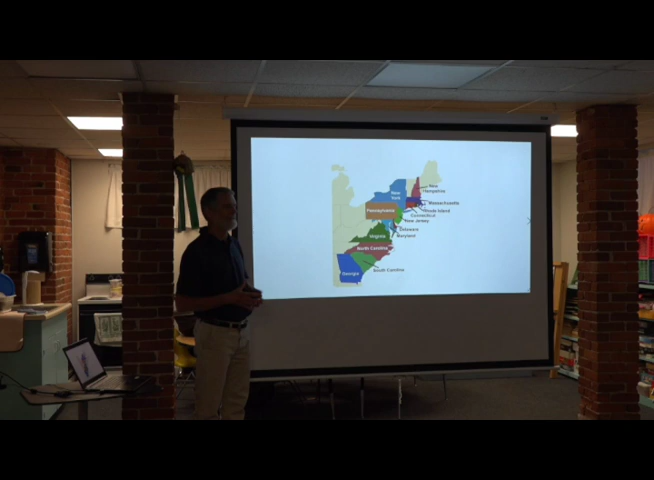 New
Hampshire
New
York
Massachusetts
Rhode Island
Connecticut
Pennsylvania
New Jersey
Delaware
Maryland
Virginia
North Carolina
South Carolina
Georgia